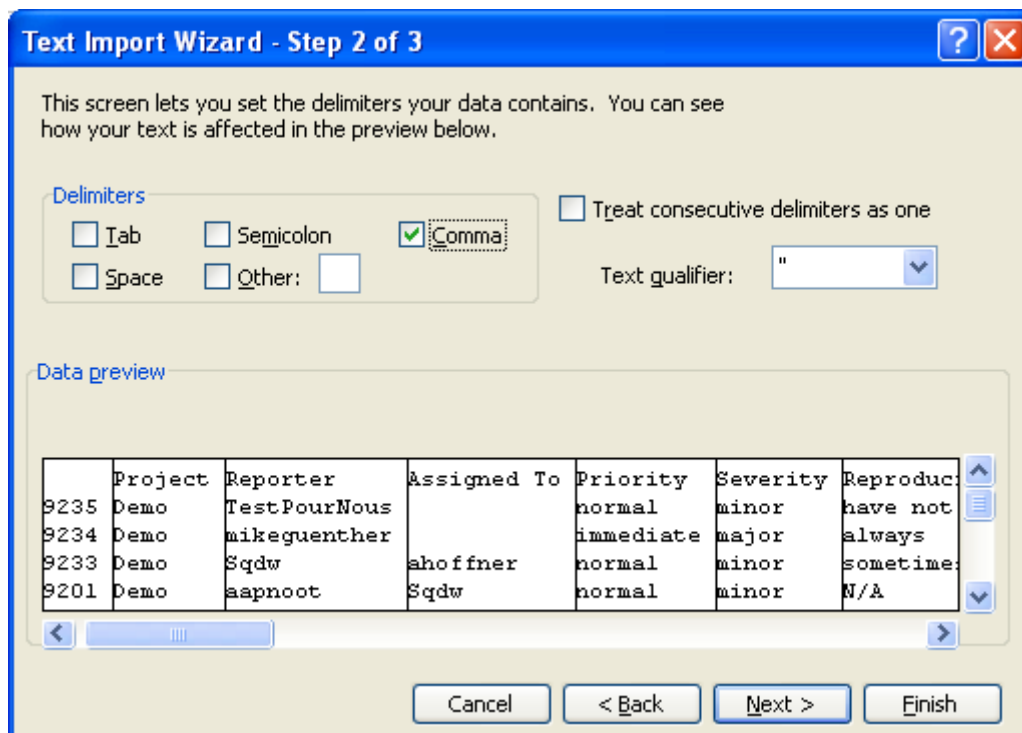 Text Import Wizard - Step 2 of 3
This screen lets you set the delimiters your data contains. You can see
how your text is affected in the preview below.
Delimiters
Tab
Semicolon
Comma
Treat consecutive delimiters as one
Space
Other:
Text qualifier:
"
Data preview
Project Reporter Assigned To Priority Severity Reproduc
9235 Demo TestPourNous normal minor have not
9234 Demo mikeguenther immediate major always
9233 Demo Sqdw ahoffner normal minor sometime
9201 Demo aapnoot Sqdw normal minor N/A
Cancel
< Back
Next >
Finish